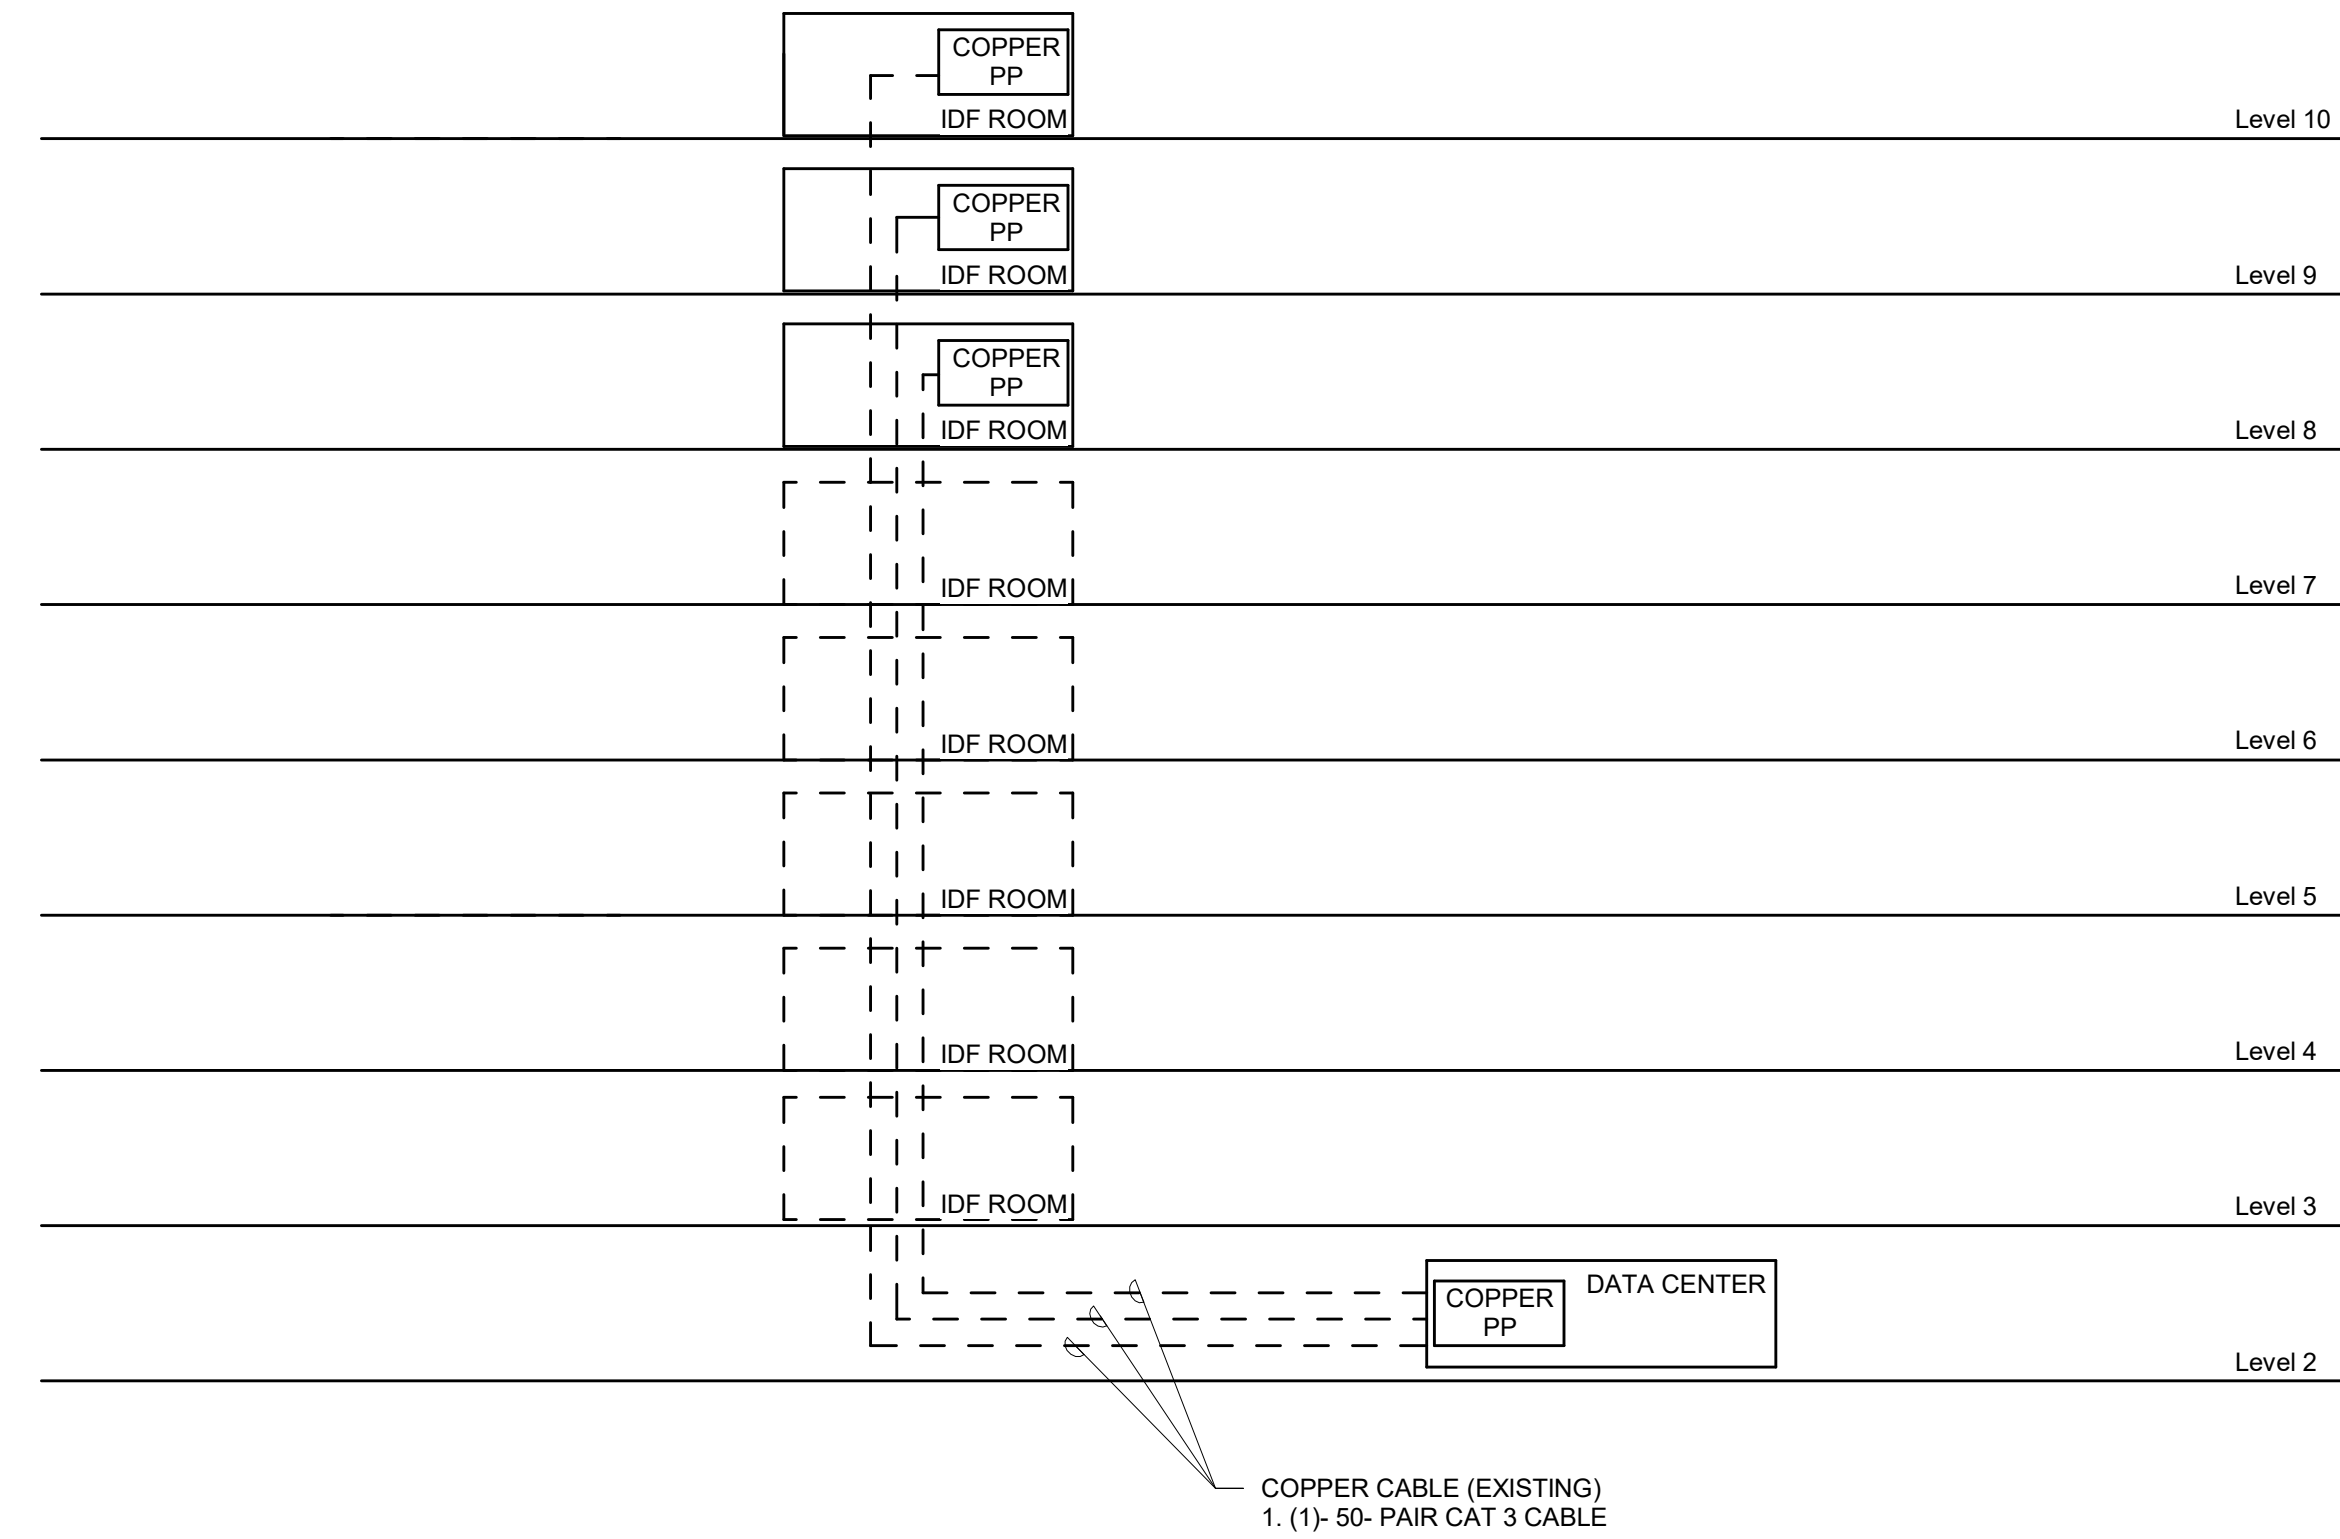 COPPER
PP
IDF ROOM
Level 10
COPPER
PP
IDF ROOM
Level 9
COPPER
PP
IDF ROOM
Level 8
IDF ROOM
Level 7
IDF ROOM
Level 6
IDF ROOM
Level 5
IDF ROOM
Level 4
IDF ROOM
Level 3
DATA CENTER
COPPER
PP
Level 2
COPPER CABLE (EXISTING)
1. (1)- 50- PAIR CAT 3 CABLE